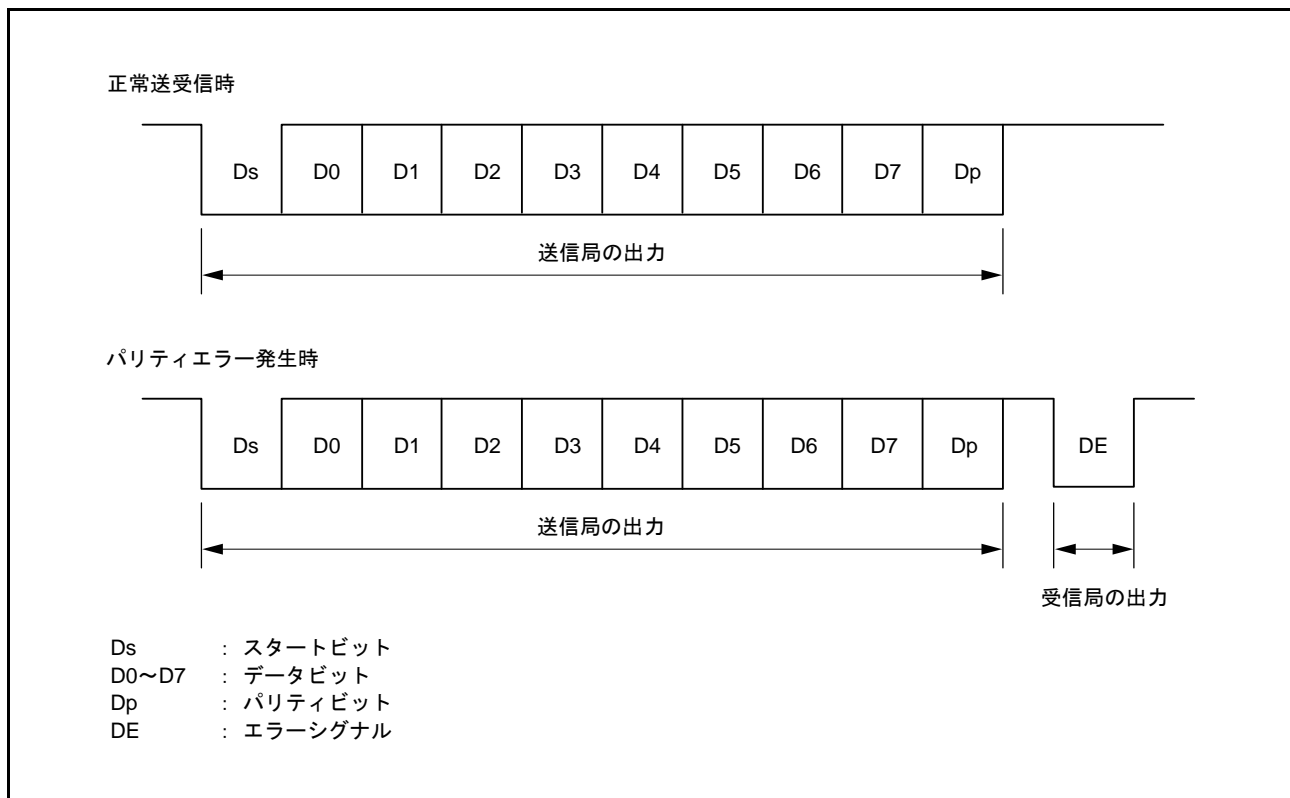 正常送受信時
Ds D0 D1 D2 D3 D4 D5 D6 D7 Dp
送信局の出力
パリティエラー発生時
Ds D0 D1 D2 D3 D4 D5 D6 D7 Dp DE
送信局の出力
受信局の出力
Ds : スタートビット
D0～D7 : データビット
Dp : パリティビット
DE : エラーシグナル